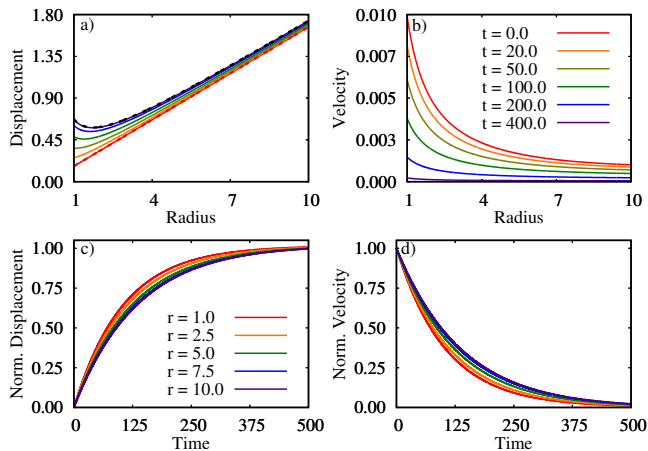 a)
Displacement
1.80
1.35
0.90
0.45
0.00
1 4 7 10
Radius
b)
Velocity
0.010
0.007
0.005
0.003
0.000
t = 0.0
t = 20.0
t = 50.0
t = 100.0
t = 200.0
t = 400.0
1 4 7 10
Radius
c)
Norm. Displacement
1.00
0.75
0.50
0.25
0.00
r = 1.0
r = 2.5
r = 5.0
r = 7.5
r = 10.0
0 125 250 375 500
Time
d)
Norm. Velocity
1.00
0.75
0.50
0.25
0.00
0 125 250 375 500
Time